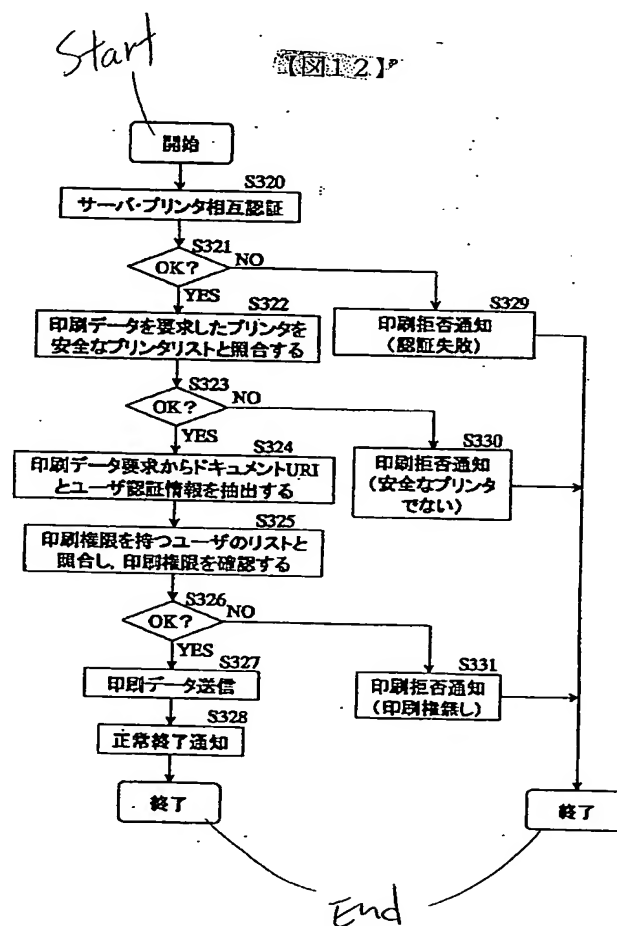 Start
【図12】
開始
S320
サーバ・プリンタ相互認証
S321
OK?
NO
YES
S322
印刷データを要求したプリンタを
安全なプリンタリストと照合する
S329
印刷拒否通知
(認証失敗)
S323
OK?
NO
YES
S324
印刷データ要求からドキュメントURI
とユーザ認証情報を抽出する
S330
印刷拒否通知
(安全なプリンタ
でない)
S325
印刷権限を持つユーザのリストと
照合し,印刷権限を確認する
S326
OK?
NO
YES
S327
印刷データ送信
S331
印刷拒否通知
(印刷権無し)
S328
正常終了通知
終了
終了
End